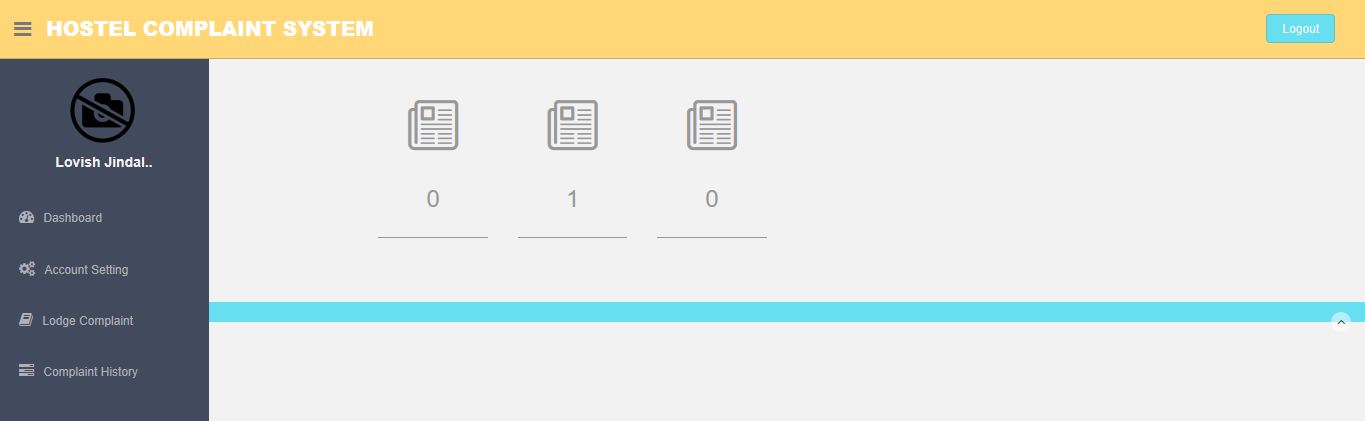 HOSTEL COMPLAINT SYSTEM
Logout
Lovish Jindal..
Dashboard
Account Setting
Lodge Complaint
Complaint History
0 1 0